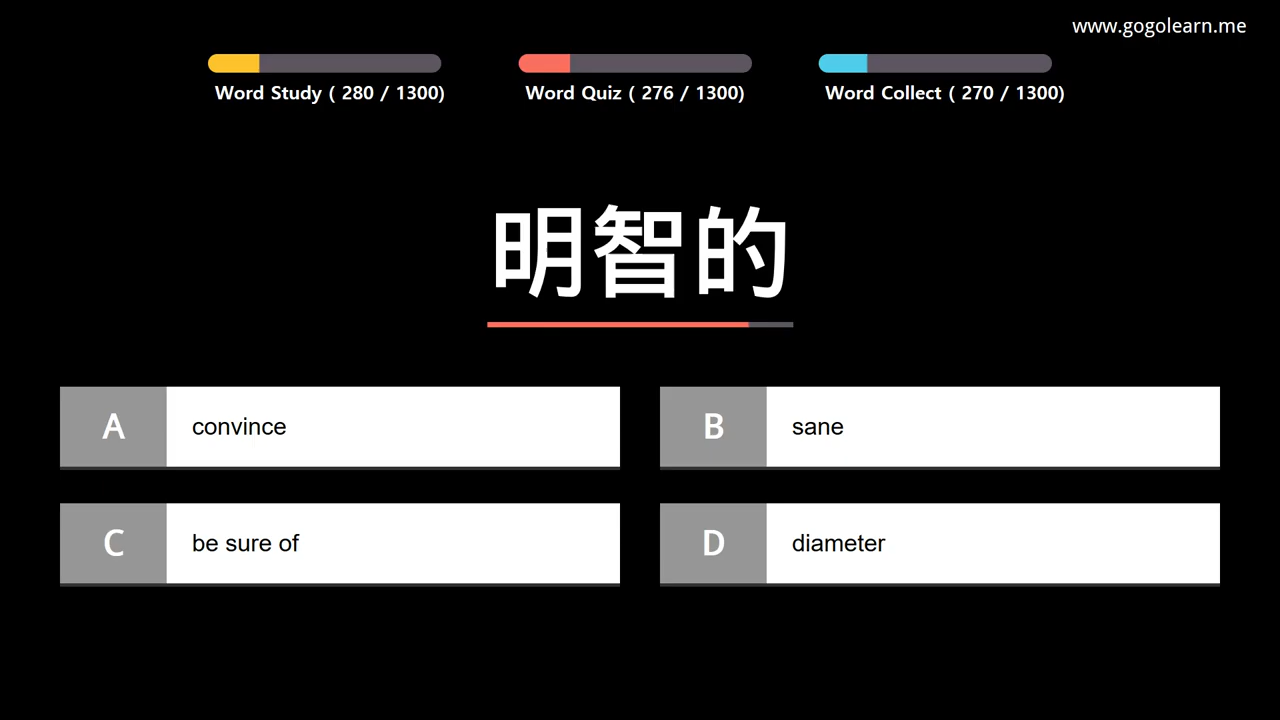 www.gogolearn.me
Word Study ( 280 / 1300)
Word Quiz ( 276 / 1300)
Word Collect ( 270 / 1300)
明智的
A convince
B sane
C be sure of
D diameter